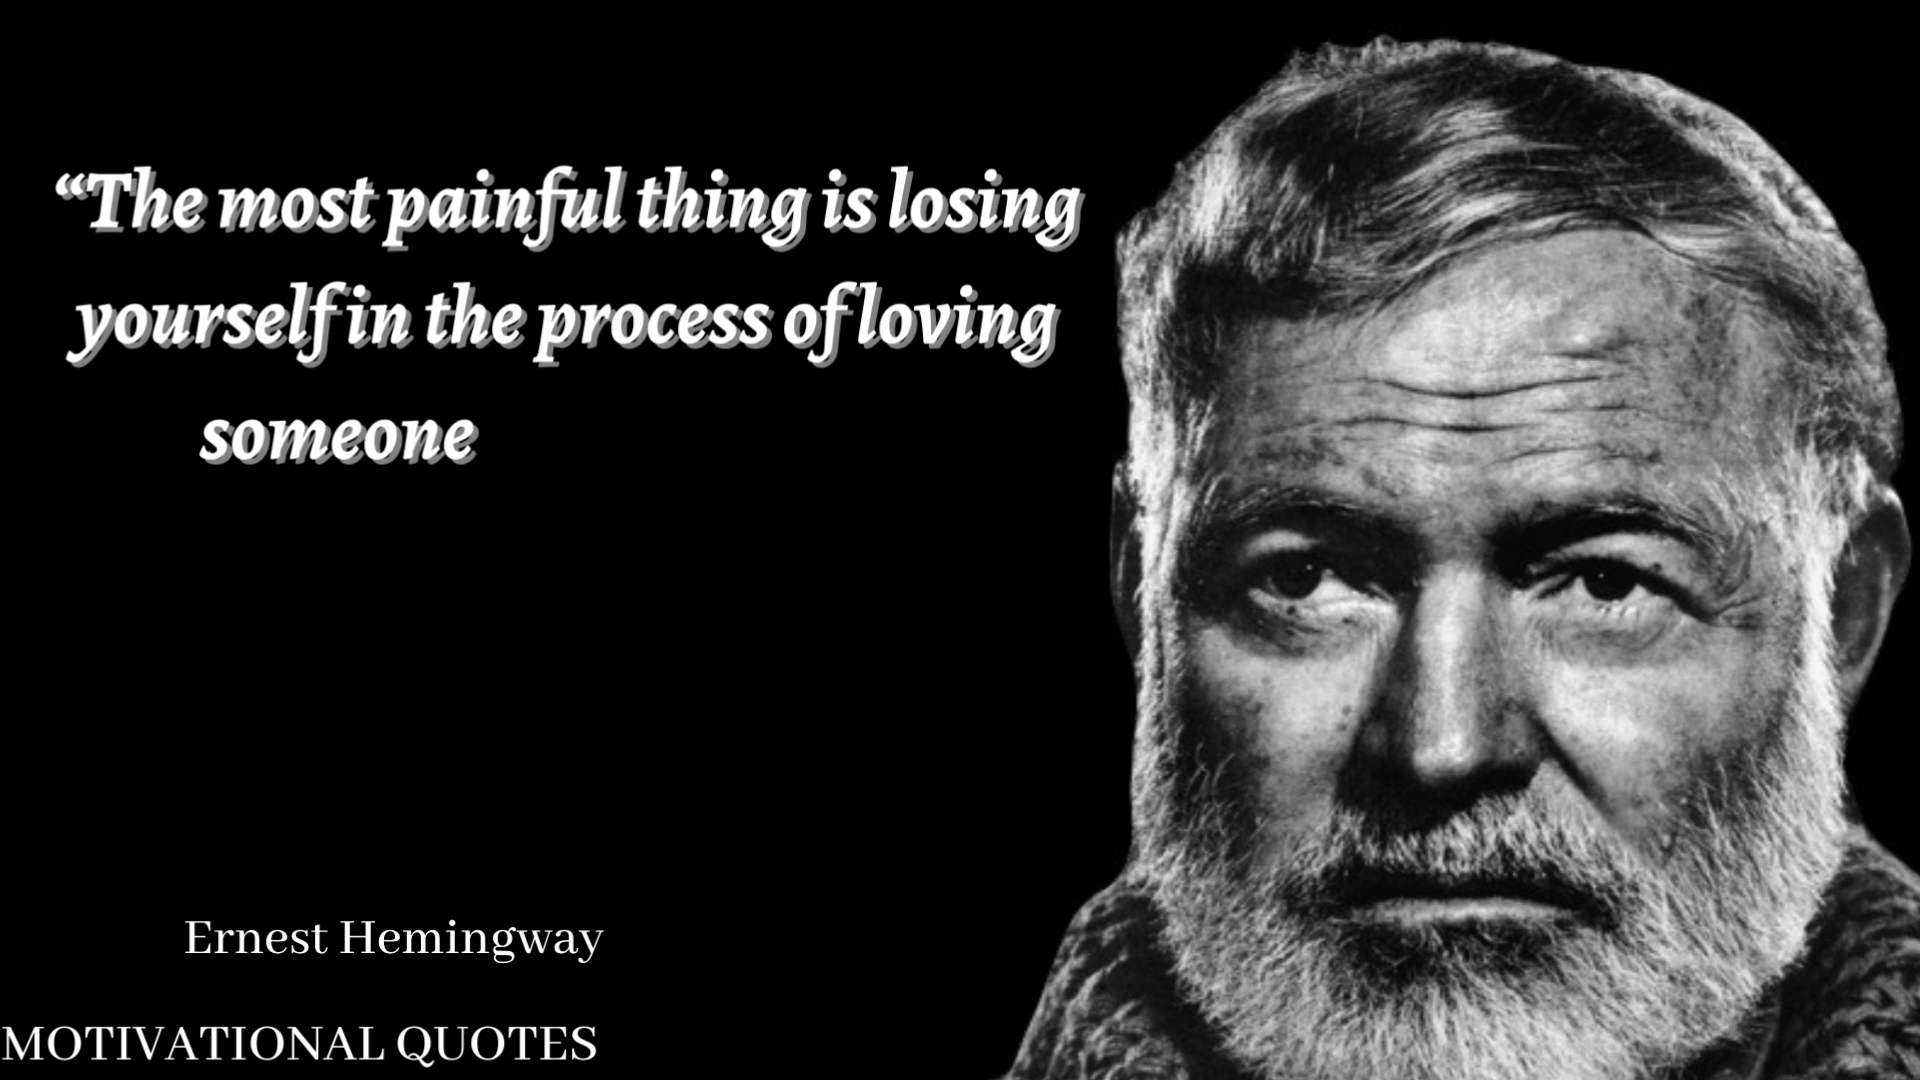 “The most painful thing is losing
yourself in the process of loving
someone
Ernest Hemingway
MOTIVATIONAL QUOTES